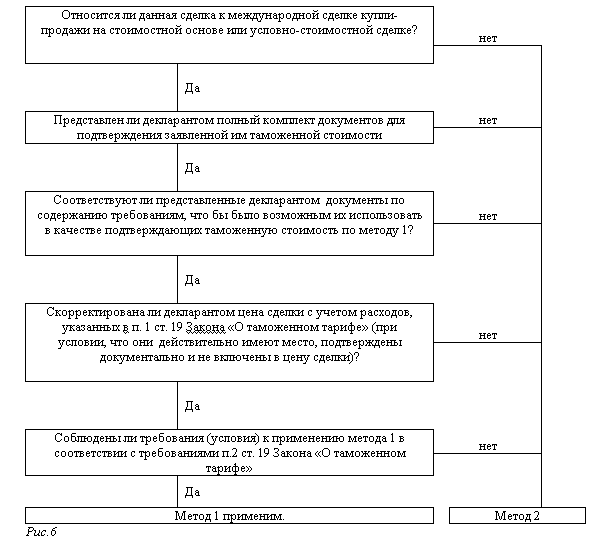 Относится ли данная сделка к международной сделке купли-
продажи на стоимостной основе или условно-стоимостной сделке?
нет
Да
Представлен ли декларантом полный комплект документов для
подтверждения заявленной им таможенной стоимости
нет
Да
Соответствуют ли представленные декларантом документы по
содержанию требованиям, что бы было возможным их использовать
в качестве подтверждающих таможенную стоимость по методу 1?
нет
Да
Скорректирована ли декларантом цена сделки с учетом расходов,
указанных в п. 1 ст. 19 Закона «О таможенном тарифе» (при
условии, что они действительно имеют место, подтверждены
документально и не включены в цену сделки)?
нет
Да
Соблюдены ли требования (условия) к применению метода 1 в
соответствии с требованиями п.2 ст. 19 Закона «О таможенном
тарифе»
нет
Да
Метод 1 применим.
Метод 2
Рис.6